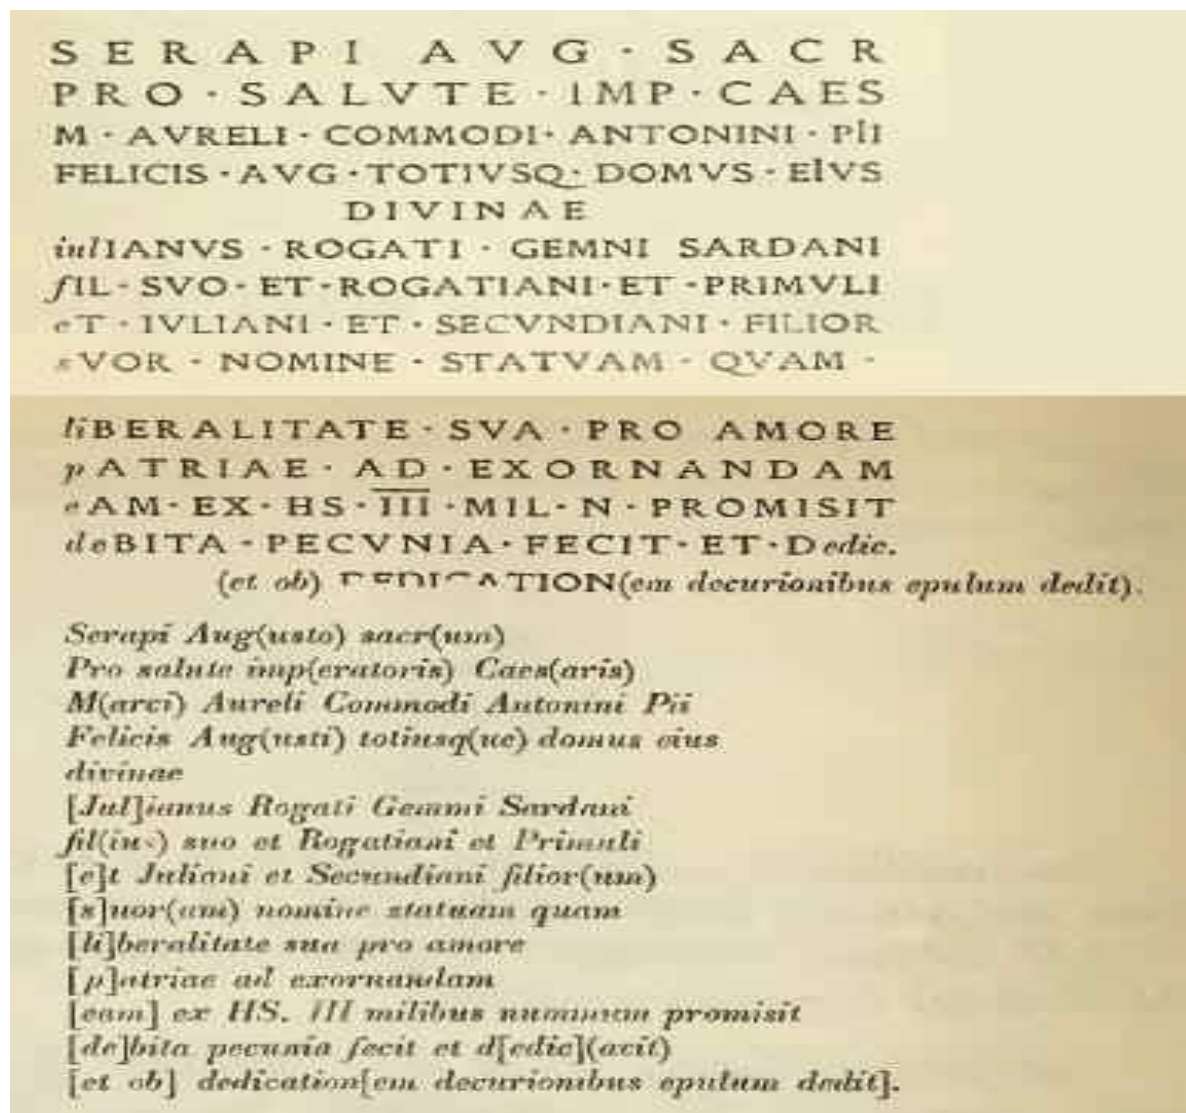 SERAPI AVG · SACR
PRO · SALVTE · IMP · CAES
M · AVRELI · COMMODI · ANTONINI · PII
FELICIS · AVG · TOTIVSQ · DOMVS · EIVS
DIVINAE
iulIANVS · ROGATI · GEMNI SARDANI
fIL · SVO · ET · ROGATIANI · ET · PRIMVLI
eT · IVLIANI · ET · SECVNDIANI · FILIOR
sVOR · NOMINE · STATVAM · QVAM ·
liBERALITATE · SVA · PRO AMORE
pATRIAE · AD · EXORNANDAM
eAM · EX · HS · III · MIL · N · PROMISIT
deBITA · PECVNIA · FECIT · ET · Dedic.
(et ob) DEDICATION(em decurionibus epulum dedit).
Serapi Aug(usto) sacr(um)
Pro salute imp(eratoris) Caes(aris)
M(arci) Aureli Commodi Antonini Pii
Felicis Aug(usti) totiusq(ue) domus eius
divinae
[Jul]ianus Rogati Gemmi Sardani
fil(ius) suo et Rogatiani et Primuli
[e]t Juliani et Secundiani filior(um)
[s]uor(um) nomine statuam quam
[li]beralitate sua pro amore
[p]atriae ad exornandam
[eam] ex HS. III milibus nummum promisit
[de]bita pecunia fecit et d[edic](avit)
[et ob] dedication[em decurionibus epulum dedit].